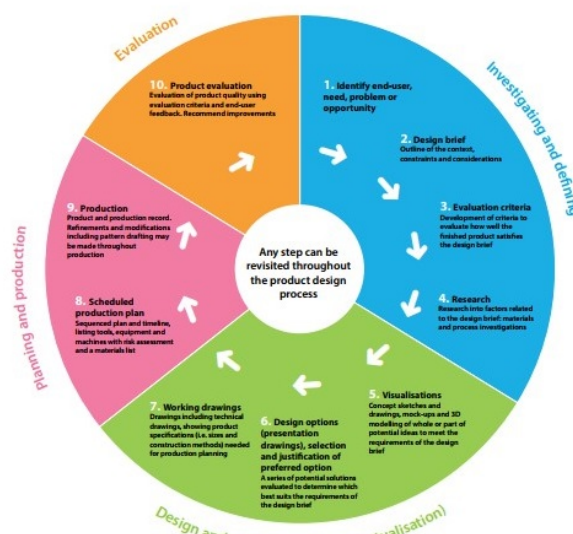 Evaluation
Investigating and defining
Planning and production
Design an
ualisation)
1. Identify end-user,
need, problem or
opportunity
2. Design brief
Outline of the context,
constraints and considerations
3. Evaluation criteria
Development of criteria to
evaluate how well the
finished product satisfies
the design brief
4. Research
Research into factors related
to the design brief: materials
and process investigations
5. Visualisations
Concept sketches and
drawings, mock-ups and 3D
modelling of whole or part of
potential ideas to meet the
requirements of the design
brief
6. Design options
(presentation
drawings), selection
and justification of
preferred option
A series of potential solutions
evaluated to determine which
best suits the requirements of
the design brief
7. Working drawings
Drawings including technical
drawings, showing product
specifications (i.e. sizes and
construction methods) needed
for production planning
8. Scheduled
production plan
Sequenced plan and timeline,
listing tools, equipment and
machines with risk assessment
and a materials list
9. Production
Product and production record.
Refinements and modifications
including pattern drafting may
be made throughout
production
10. Product evaluation
Evaluation of product quality using
evaluation criteria and end-user
feedback. Recommend improvements
Any step can be
revisited throughout
the product design
process